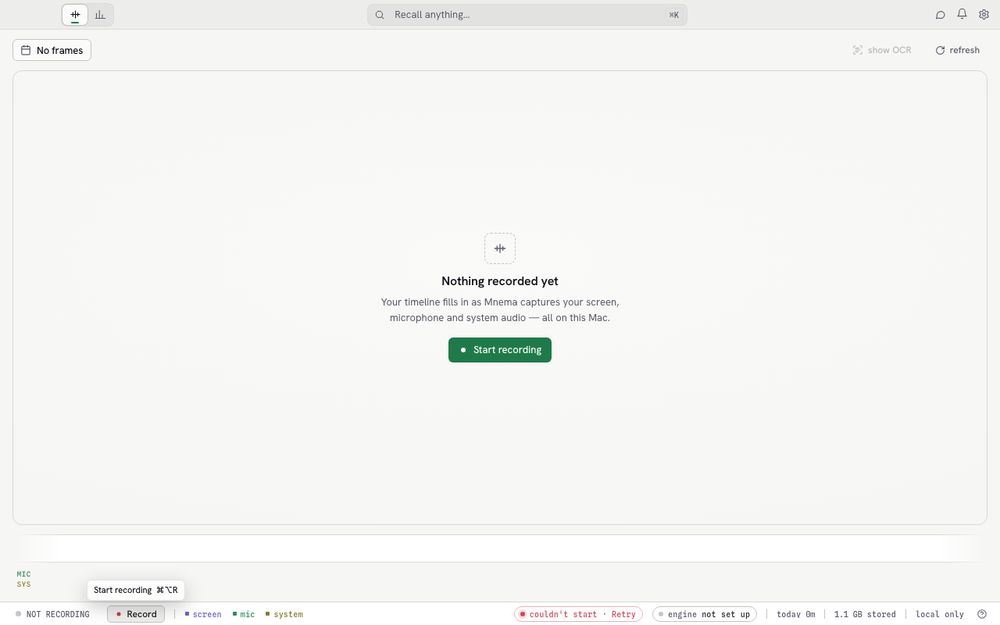 Recall anything...
⌘K
No frames
show OCR
refresh
Nothing recorded yet
Your timeline fills in as Mnema captures your screen,
microphone and system audio — all on this Mac.
Start recording
MIC
SYS
Start recording ⌘⌥R
NOT RECORDING
Record
screen
mic
system
couldn't start · Retry
engine not set up
today 0m
1.1 GB stored
local only